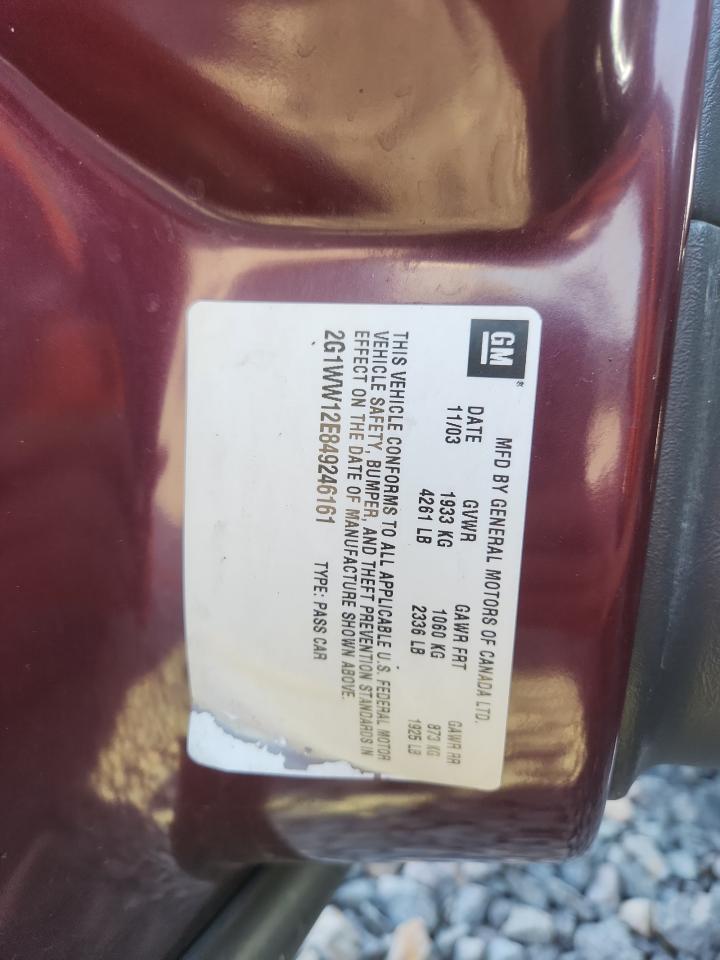 GM®
MFD BY GENERAL MOTORS OF CANADA LTD.
DATE GVWR GAWR FRT GAWR RR
11/03 1933 KG 1060 KG 873 KG
4261 LB 2336 LB 1925 LB
THIS VEHICLE CONFORMS TO ALL APPLICABLE U.S. FEDERAL MOTOR
VEHICLE SAFETY, BUMPER, AND THEFT PREVENTION STANDARDS IN
EFFECT ON THE DATE OF MANUFACTURE SHOWN ABOVE.
2G1WW12E849246161 TYPE: PASS CAR